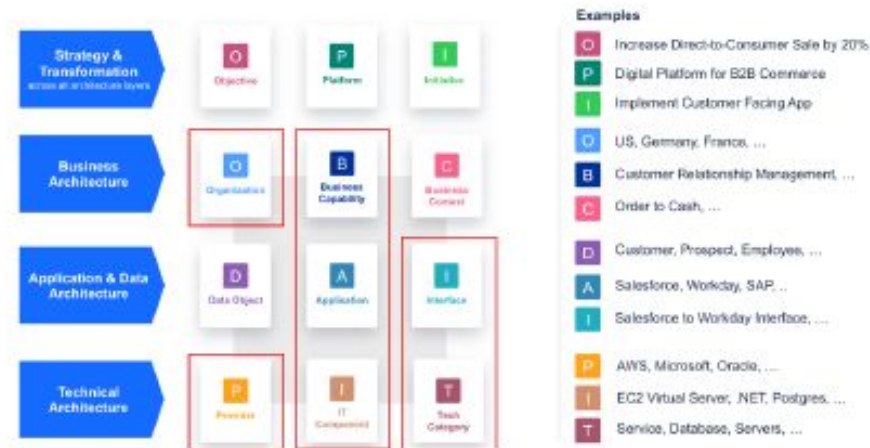 Examples
Strategy &
Transformation
across all architecture layers
O
Objective
P
Platform
I
Initiative
O Increase Direct-to-Consumer Sale by 20%
P Digital Platform for B2B Commerce
I Implement Customer Facing App
Business
Architecture
O
Organization
B
Business
Capability
C
Business
Context
O US, Germany, France, ...
B Customer Relationship Management, ...
C Order to Cash, ...
Application & Data
Architecture
D
Data Object
A
Application
I
Interface
D Customer, Prospect, Employee, ...
A Salesforce, Workday, SAP, ..
I Salesforce to Workday Interface, ...
Technical
Architecture
P
Provider
I
IT
Component
T
Tech
Category
P AWS, Microsoft, Oracle, ...
I EC2 Virtual Server, .NET, Postgres, ...
T Service, Database, Servers, ...